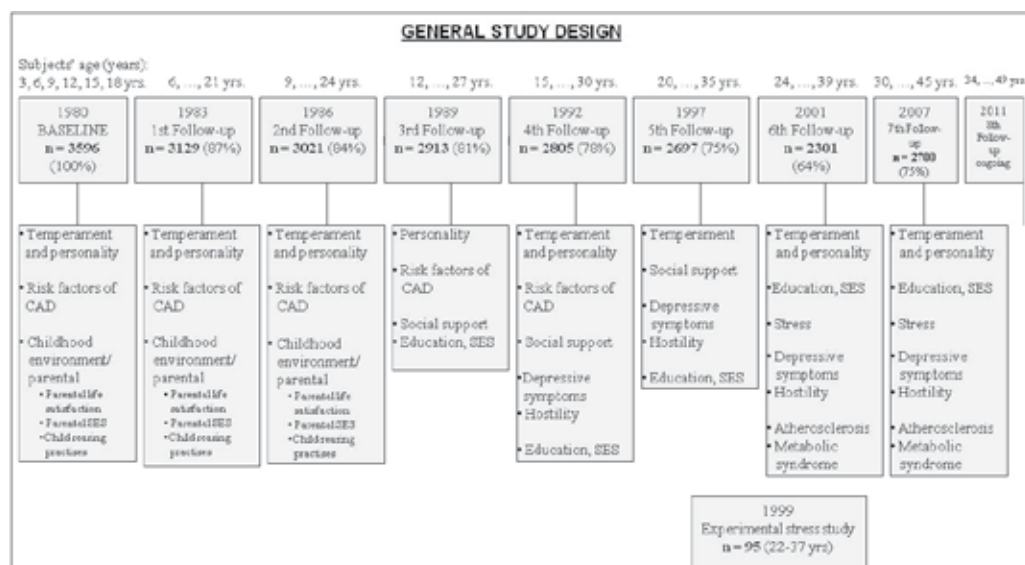 GENERAL STUDY DESIGN
Subjects' age (years):
3, 6, 9, 12, 15, 18 yrs.
6, ..., 21 yrs.
9, ..., 24 yrs.
12, ..., 27 yrs.
15, ..., 30 yrs.
20, ..., 35 yrs.
24, ..., 39 yrs.
30, ..., 45 yrs.
34, ..., 49 yrs.
1980
BASELINE
n = 3596
(100%)
1983
1st Follow-up
n = 3129 (87%)
1986
2nd Follow-up
n = 3021 (84%)
1989
3rd Follow-up
n = 2913 (81%)
1992
4th Follow-up
n = 2805 (78%)
1997
5th Follow-up
n = 2697 (75%)
2001
6th Follow-up
n = 2301
(64%)
2007
7th Follow-
up
n = 2700
(75%)
2011
8th
Follow-
up
ongoing
• Temperament
and personality
• Risk factors of
CAD
• Childhood
environment/
parental
• Parental life
satisfaction
• Parental SES
• Child rearing
practises
• Temperament
and personality
• Risk factors of
CAD
• Childhood
environment/
parental
• Parental life
satisfaction
• Parental SES
• Child rearing
practises
• Temperament
and personality
• Risk factors of
CAD
• Childhood
environment/
parental
• Parental life
satisfaction
• Parental SES
• Child rearing
practises
• Personality
• Risk factors of
CAD
• Social support
• Education, SES
• Temperament
and personality
• Risk factors of
CAD
• Social support
• Depressive
symptoms
• Hostility
• Education, SES
• Temperament
• Social support
• Depressive
symptoms
• Hostility
• Education, SES
• Temperament
and personality
• Education, SES
• Stress
• Depressive
symptoms
• Hostility
• Atherosclerosis
• Metabolic
syndrome
• Temperament
and personality
• Education, SES
• Stress
• Depressive
symptoms
• Hostility
• Atherosclerosis
• Metabolic
syndrome
1999
Experimental stress study
n = 95 (22-37 yrs)